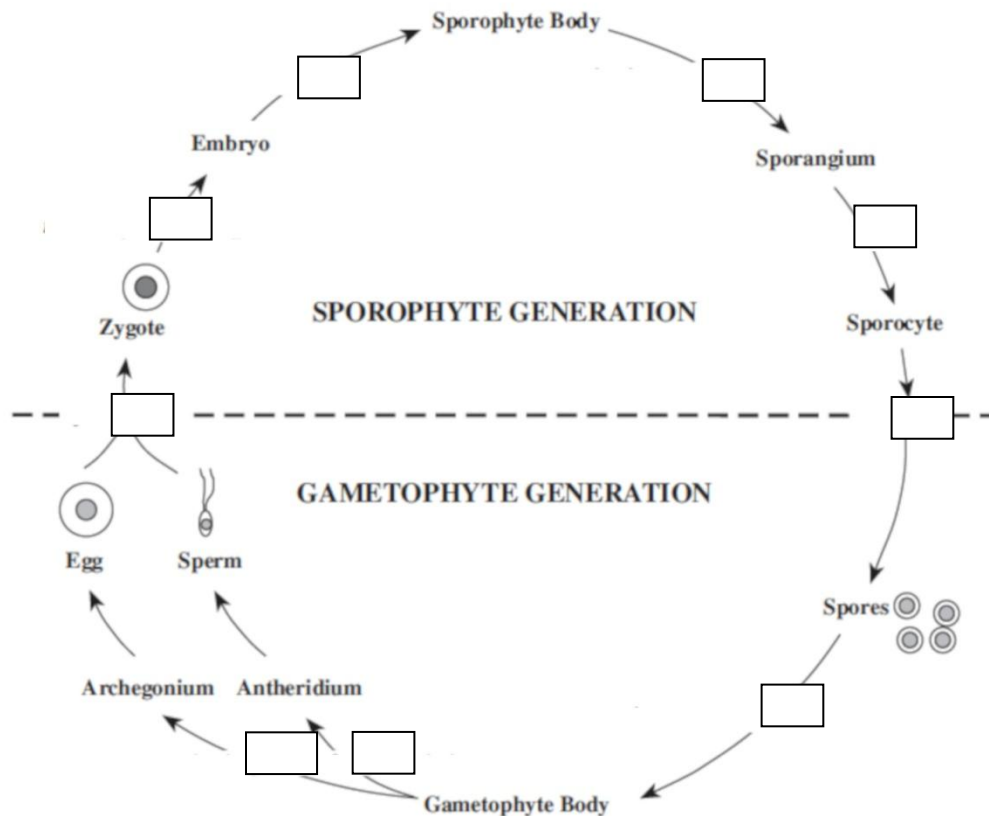 Sporophyte Body
Embryo
Sporangium
Zygote
SPOROPHYTE GENERATION
Sporocyte
GAMETOPHYTE GENERATION
Egg
Sperm
Spores
Archegonium
Antheridium
Gametophyte Body